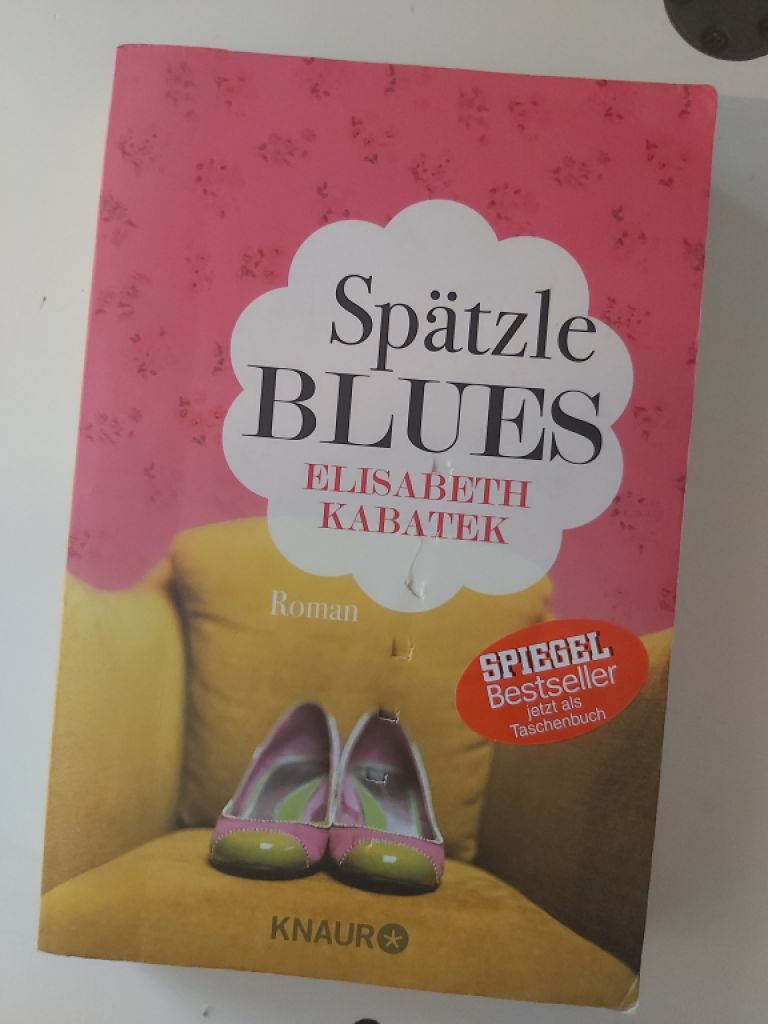 Spätzle
BLUES
ELISABETH
KABATEK
Roman
SPIEGEL
Bestseller
jetzt als
Taschenbuch
KNAUR